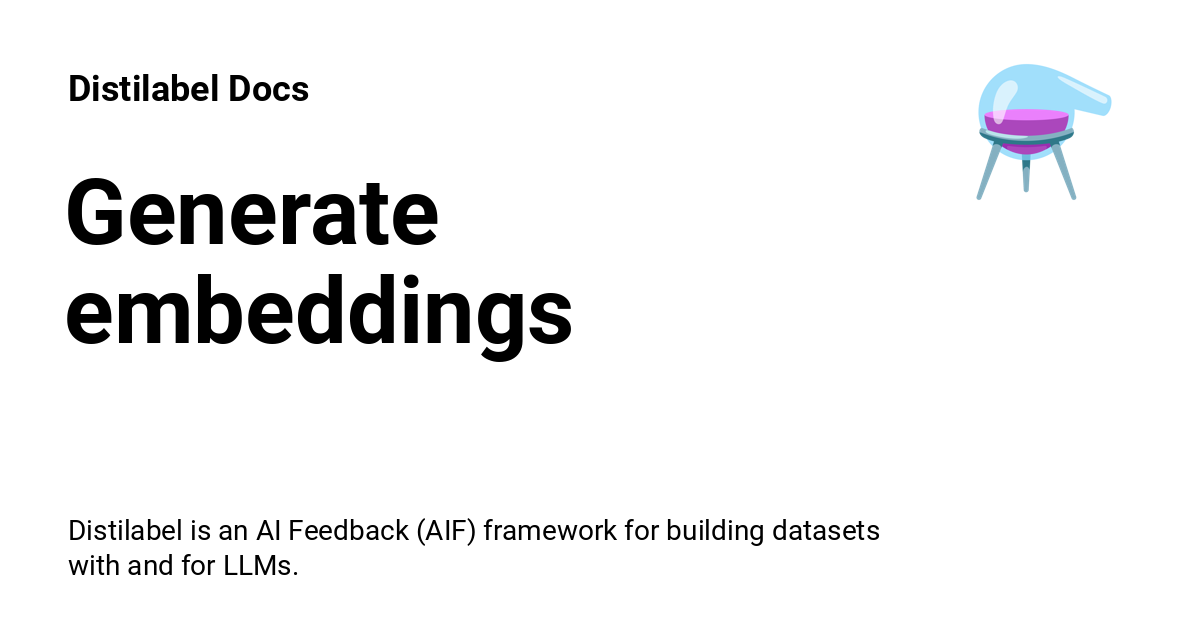 Distilabel Docs
Generate
embeddings
Distilabel is an AI Feedback (AIF) framework for building datasets
with and for LLMs.